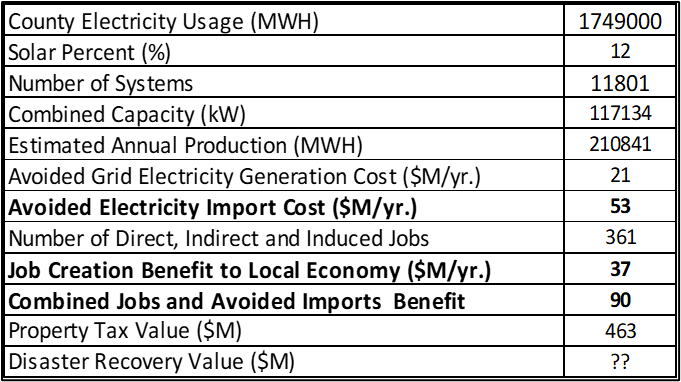 County Electricity Usage (MWH) 1749000
Solar Percent (%) 12
Number of Systems 11801
Combined Capacity (kW) 117134
Estimated Annual Production (MWH) 210841
Avoided Grid Electricity Generation Cost ($M/yr.) 21
Avoided Electricity Import Cost ($M/yr.) 53
Number of Direct, Indirect and Induced Jobs 361
Job Creation Benefit to Local Economy ($M/yr.) 37
Combined Jobs and Avoided Imports  Benefit 90
Property Tax Value ($M) 463
Disaster Recovery Value ($M) ??